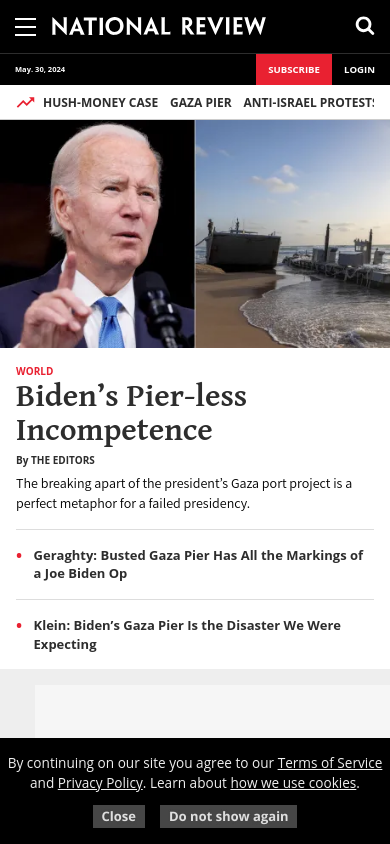 NATIONAL REVIEW
May. 30, 2024
SUBSCRIBE
LOGIN
HUSH-MONEY CASE GAZA PIER ANTI-ISRAEL PROTESTS
WORLD
Biden’s Pier-less
Incompetence
By THE EDITORS
The breaking apart of the president’s Gaza port project is a
perfect metaphor for a failed presidency.
Geraghty: Busted Gaza Pier Has All the Markings of
a Joe Biden Op
Klein: Biden’s Gaza Pier Is the Disaster We Were
Expecting
By continuing on our site you agree to our Terms of Service
and Privacy Policy. Learn about how we use cookies.
Close
Do not show again